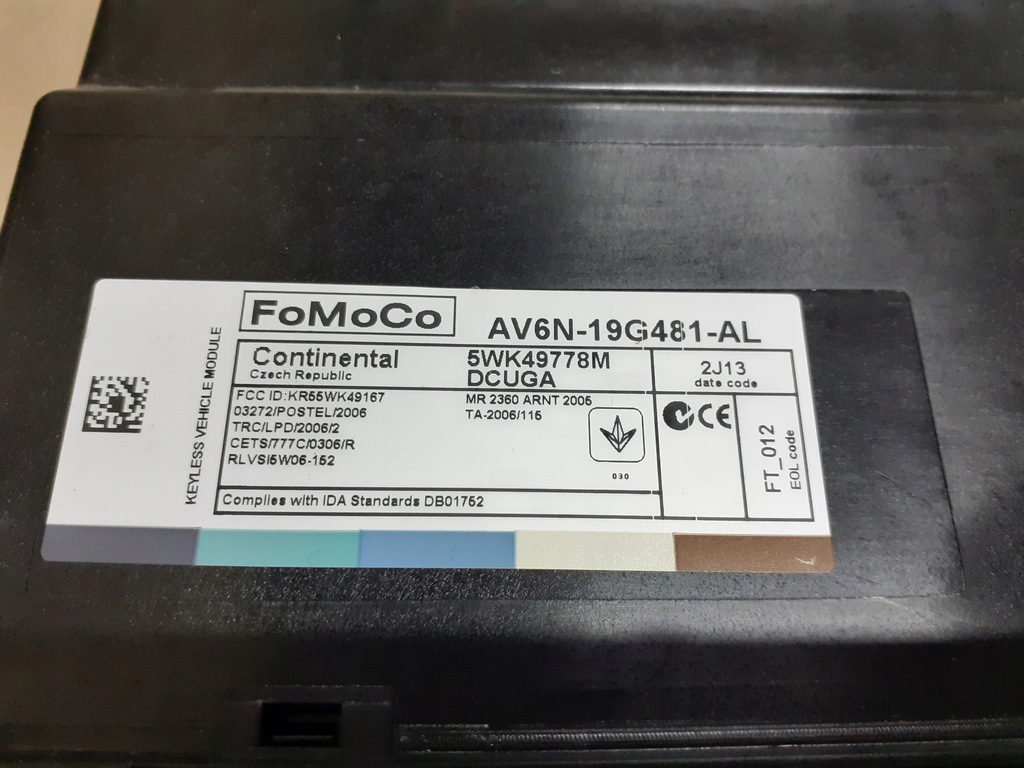 FoMoCo
AV6N-19G481-AL
KEYLESS VEHICLE MODULE
Continental
Czech Republic
5WK49778M
DCUGA
2J13
date code
FCC ID:KR55WK49167
03272/POSTEL/2006
TRC/LPD/2006/2
CETS/777C/0306/R
RLVSI5W06-152
MR 2360 ARNT 2005
TA-2006/115
030
CE
FT_012
EOL code
Complies with IDA Standards DB01752